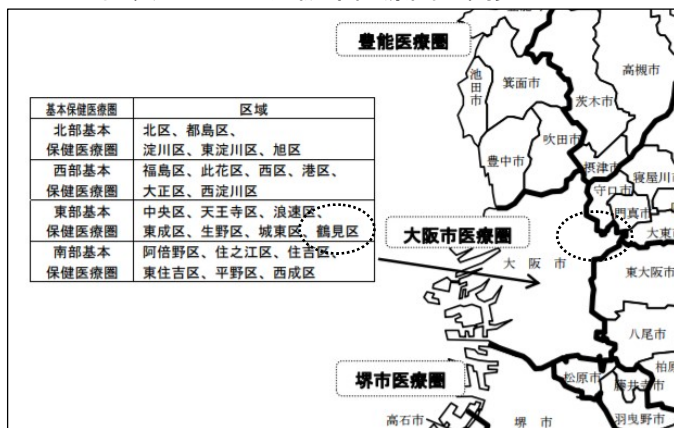 基本保健医療圏 区域
北部基本 北区、都島区、
保健医療圏 淀川区、東淀川区、旭区
西部基本 福島区、此花区、西区、港区、
保健医療圏 大正区、西淀川区
東部基本 中央区、天王寺区、浪速区、
保健医療圏 東成区、生野区、城東区、鶴見区
南部基本 阿倍野区、住之江区、住吉区、
保健医療圏 東住吉区、平野区、西成区
豊能医療圏
池田市
箕面市
高槻市
茨木市
吹田市
豊中市
摂津市
寝屋川市
守口市
門真市
大阪市医療圏
大東市
大阪市
東大阪市
八尾市
柏原
堺市医療圏
松原市
藤井寺市
高石市
堺市
羽曳野市